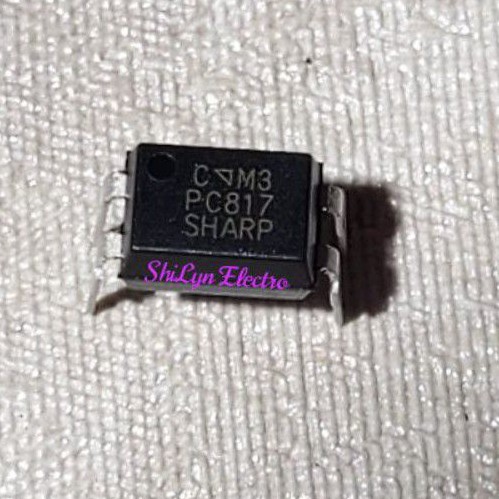 C ◁ M3
PC817
SHARP
ShiLyn Electro